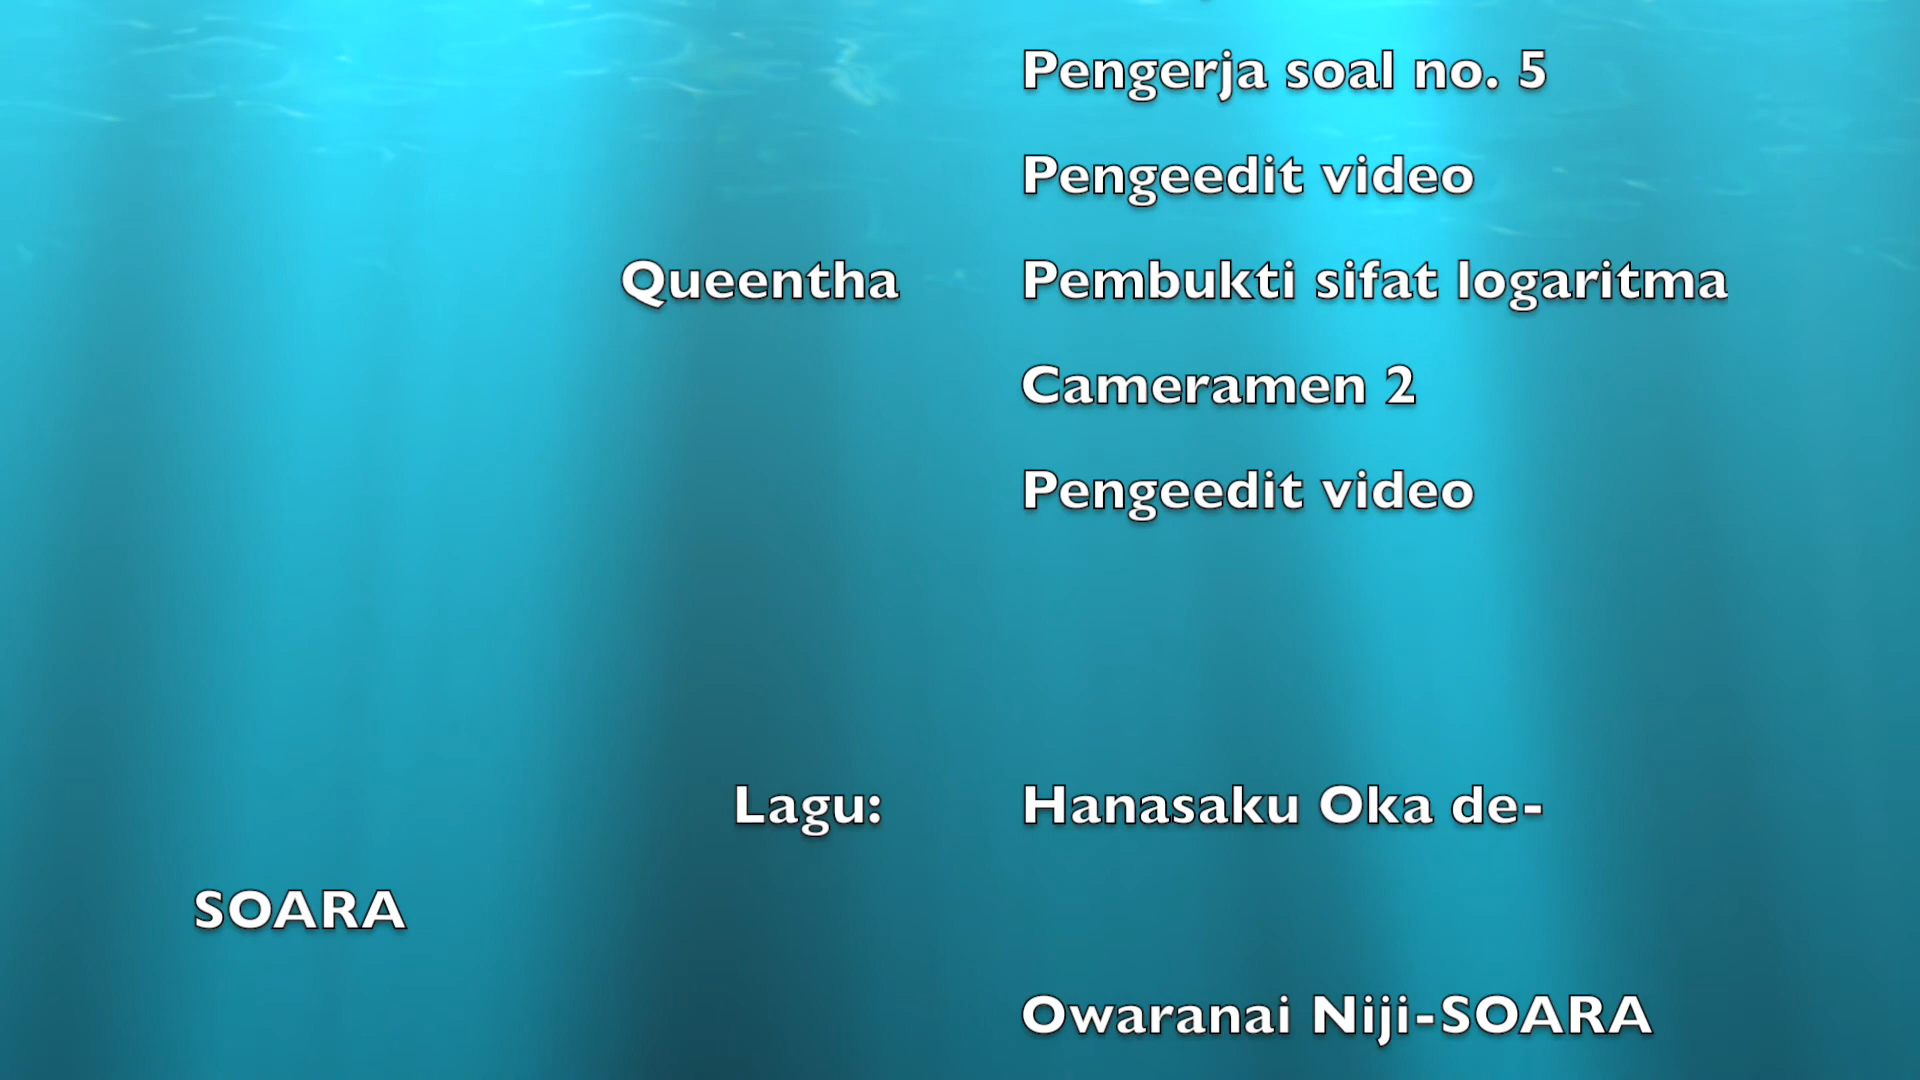 Pengerja soal no. 5
Pengeedit video
Queentha Pembukti sifat logaritma
Cameramen 2
Pengeedit video
Lagu: Hanasaku Oka de-
SOARA
Owaranai Niji-SOARA